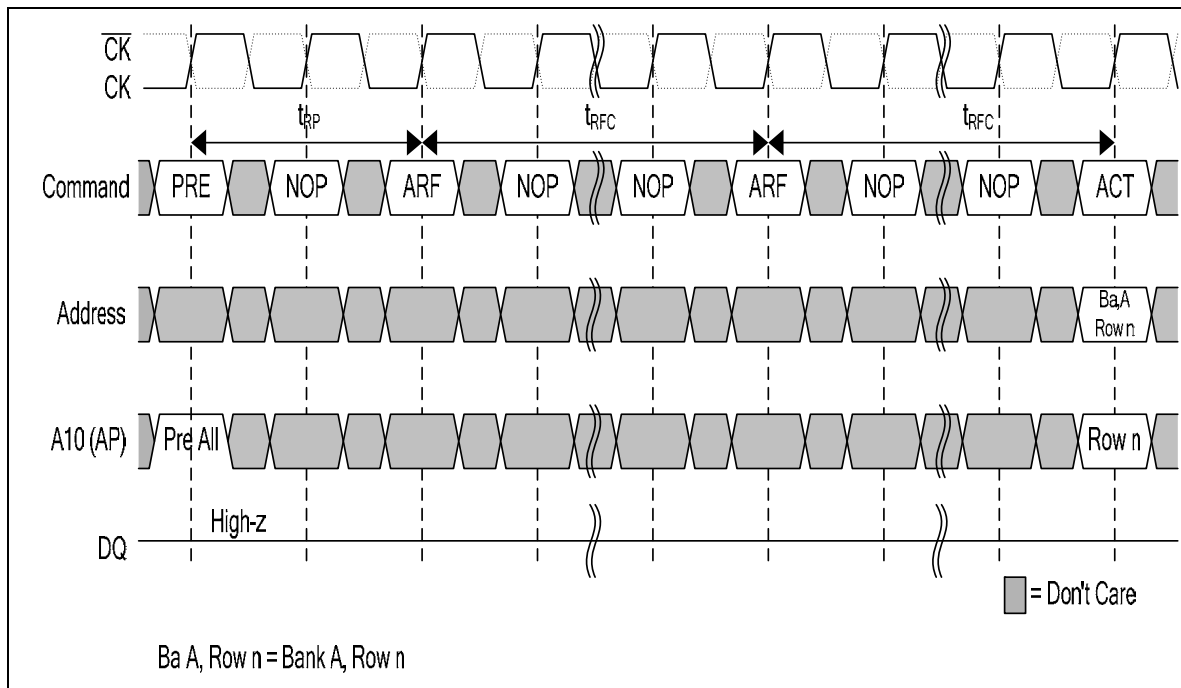 CK
CK
tRP tRFC tRFC
Command PRE NOP ARF NOP NOP ARF NOP NOP ACT
Address Ba,A
Row n
A10 (AP) Pre All Row n
High-z
DQ
= Don't Care
Ba A, Row n = Bank A, Row n